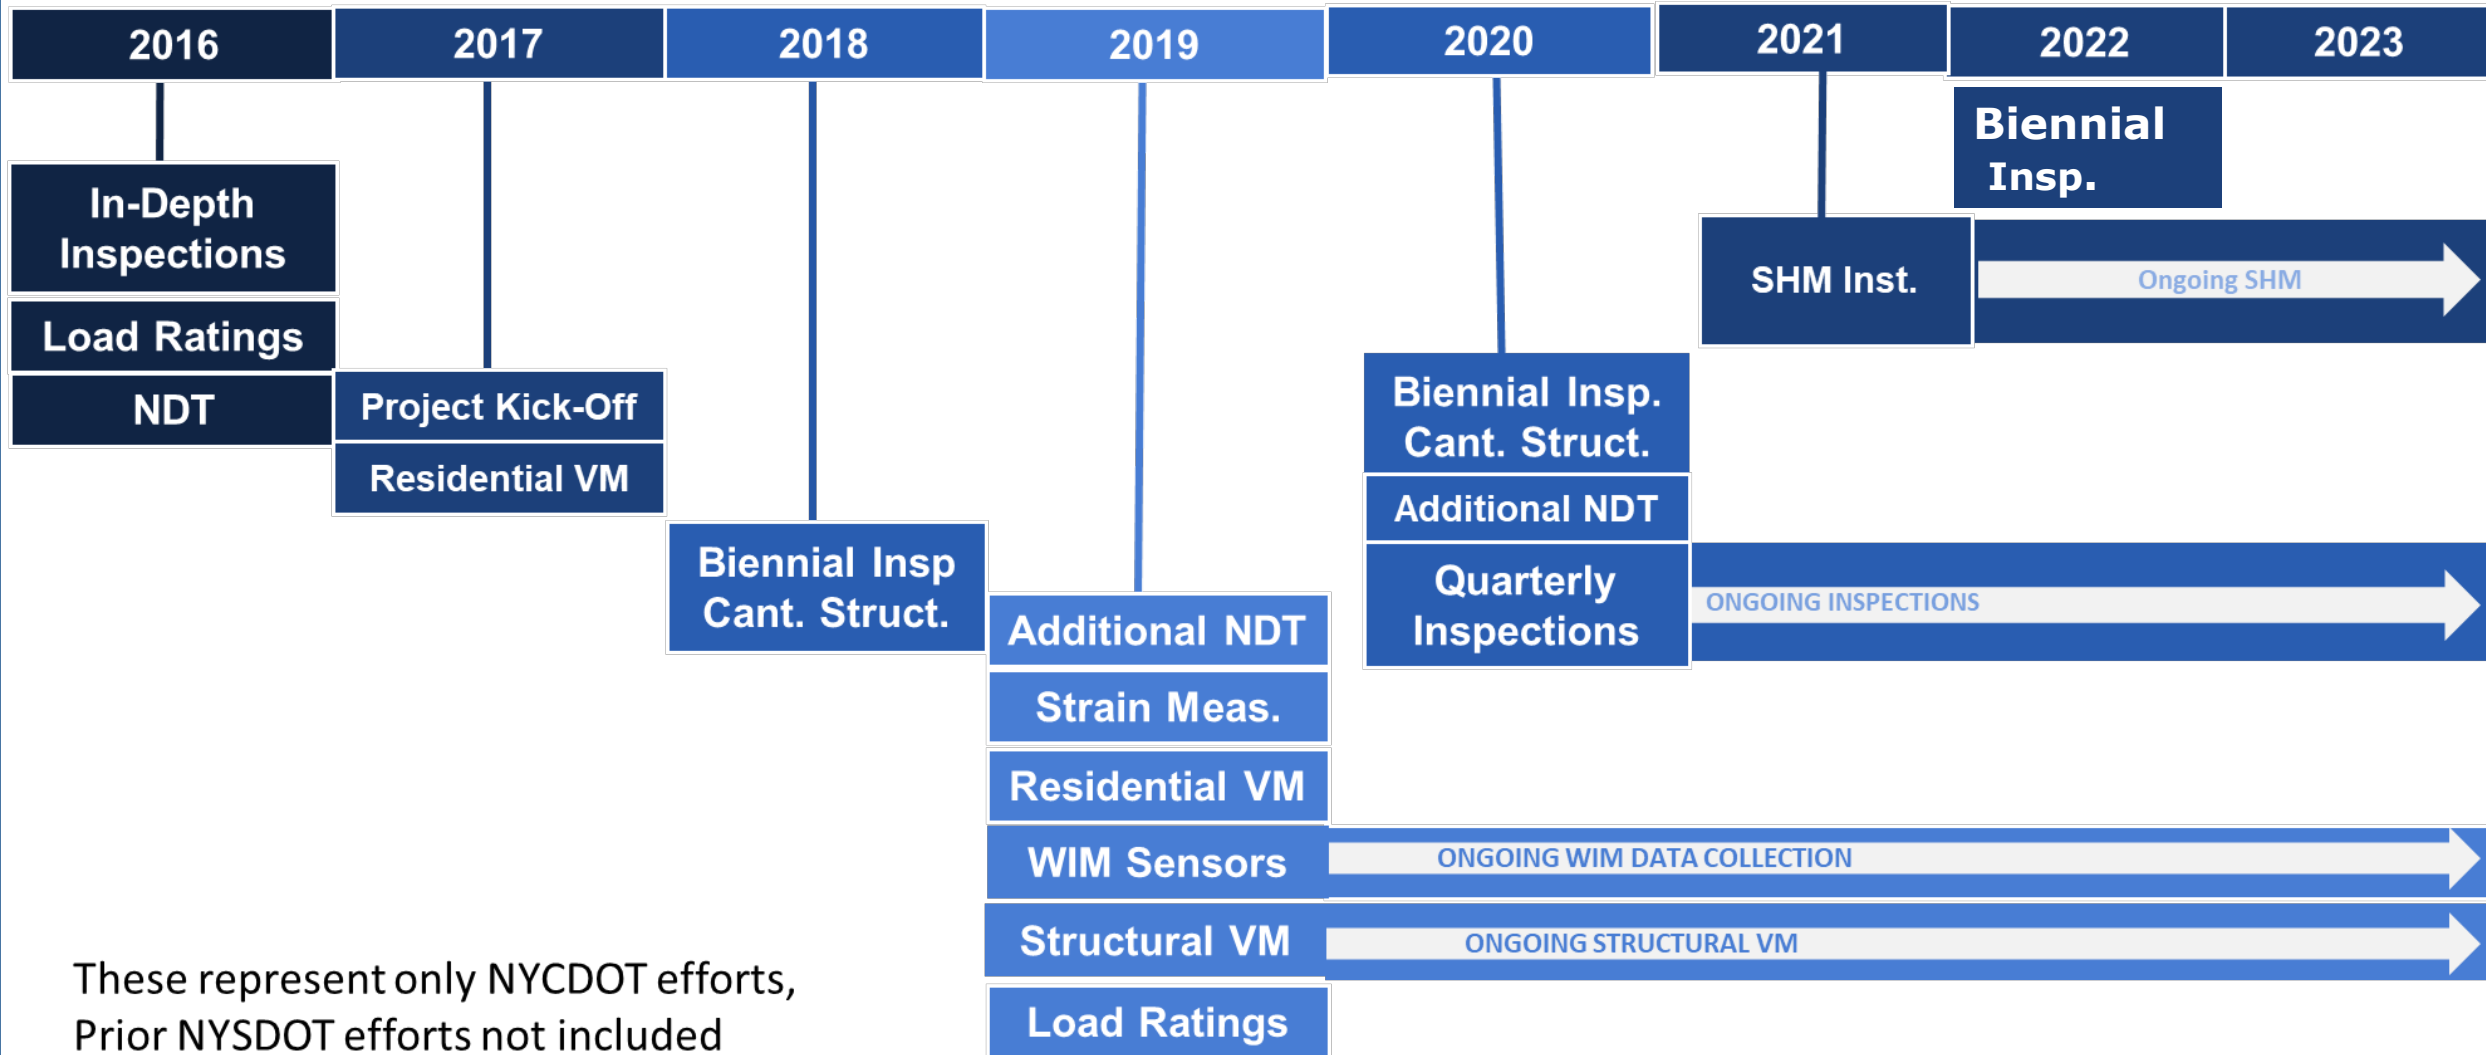 2016
2017
2018
2019
2020
2021
2022
2023
In-Depth
Inspections
Load Ratings
NDT
Project Kick-Off
Residential VM
Biennial Insp
Cant. Struct.
Additional NDT
Strain Meas.
Residential VM
WIM Sensors
ONGOING WIM DATA COLLECTION
Structural VM
ONGOING STRUCTURAL VM
Load Ratings
Biennial Insp.
Cant. Struct.
Additional NDT
Quarterly
Inspections
ONGOING INSPECTIONS
SHM Inst.
Ongoing SHM
Biennial
Insp.
These represent only NYCDOT efforts,
Prior NYSDOT efforts not included